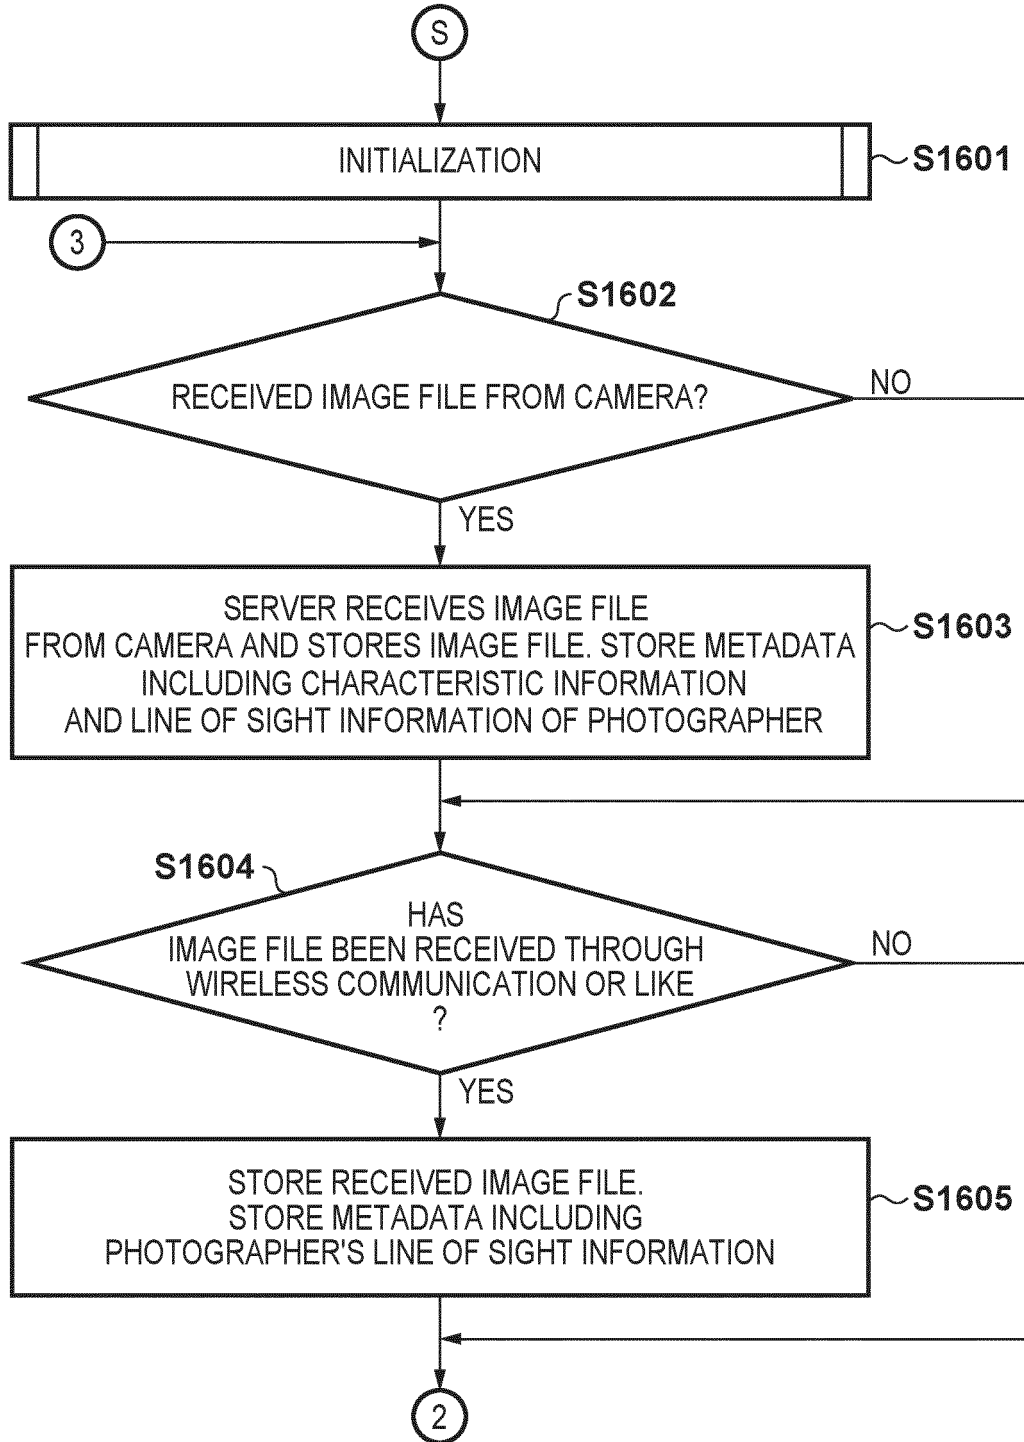 S
INITIALIZATION
S1601
3
S1602
RECEIVED IMAGE FILE FROM CAMERA?
NO
YES
SERVER RECEIVES IMAGE FILE
FROM CAMERA AND STORES IMAGE FILE. STORE METADATA
INCLUDING CHARACTERISTIC INFORMATION
AND LINE OF SIGHT INFORMATION OF PHOTOGRAPHER
S1603
S1604
HAS
IMAGE FILE BEEN RECEIVED THROUGH
WIRELESS COMMUNICATION OR LIKE
?
NO
YES
STORE RECEIVED IMAGE FILE.
STORE METADATA INCLUDING
PHOTOGRAPHER'S LINE OF SIGHT INFORMATION
S1605
2